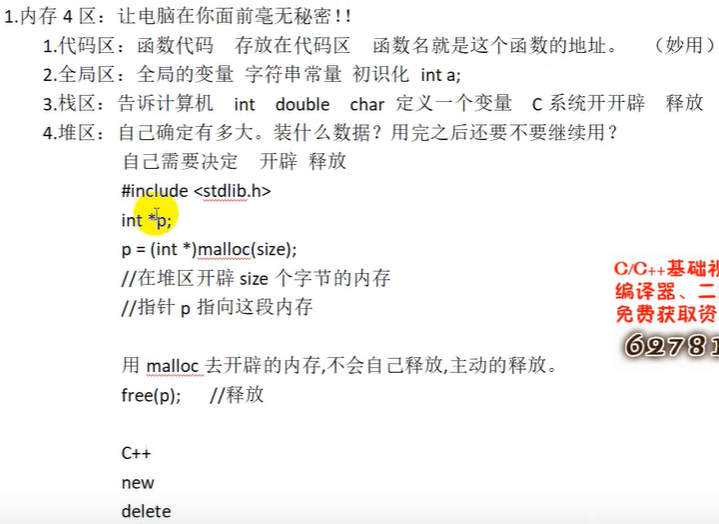 1.内存 4 区：让电脑在你面前毫无秘密！！
1.代码区：函数代码 存放在代码区 函数名就是这个函数的地址。 （妙用）
2.全局区：全局的变量 字符串常量 初识化 int a;
3.栈区：告诉计算机 int double char 定义一个变量 C 系统开开辟 释放
4.堆区：自己确定有多大。装什么数据？用完之后还要不要继续用？
自己需要决定 开辟 释放
#include <stdlib.h>
int *p;
p = (int *)malloc(size);
//在堆区开辟 size 个字节的内存
//指针 p 指向这段内存
C/C++基础视
编译器、二
免费获取资
62781
用 malloc 去开辟的内存,不会自己释放,主动的释放。
free(p); //释放
C++
new
delete